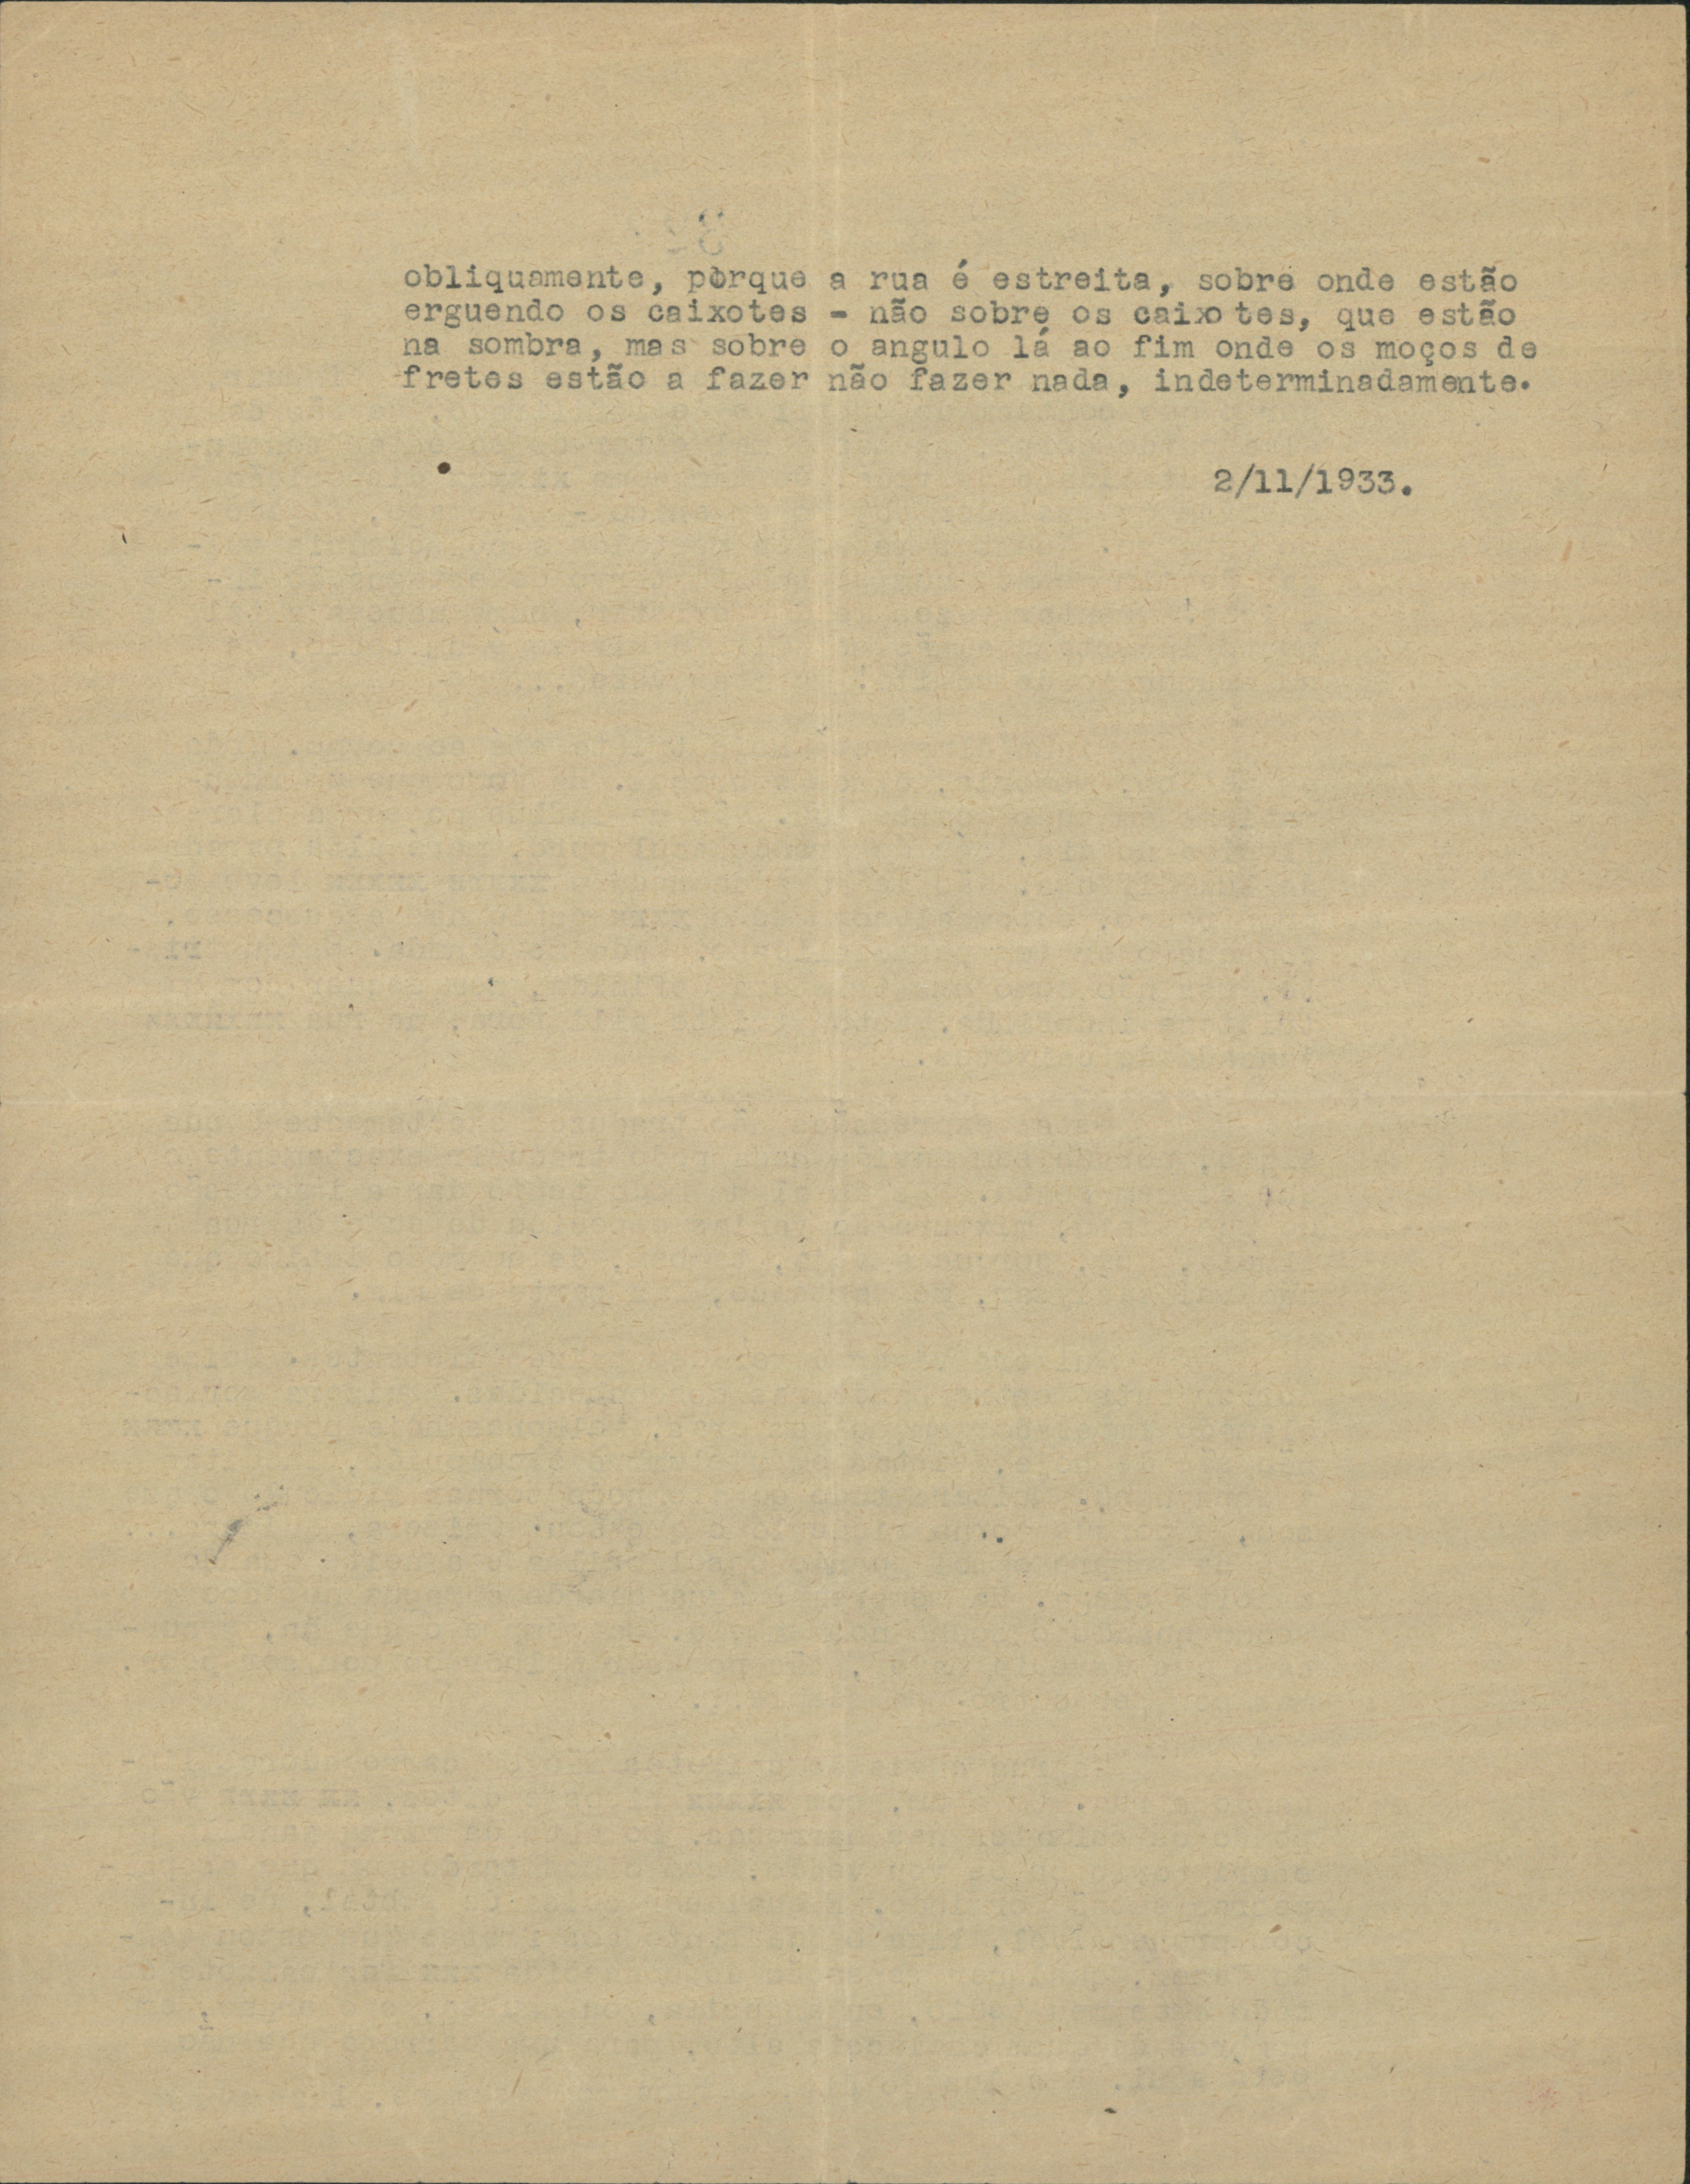 obliquamente, porque a rua é estreita, sobre onde estão
erguendo os caixotes - não sobre os caixotes, que estão
na sombra, mas sobre o angulo lá ao fim onde os moços de
fretes estão a fazer não fazer nada, indeterminadamente.
2/11/1933.